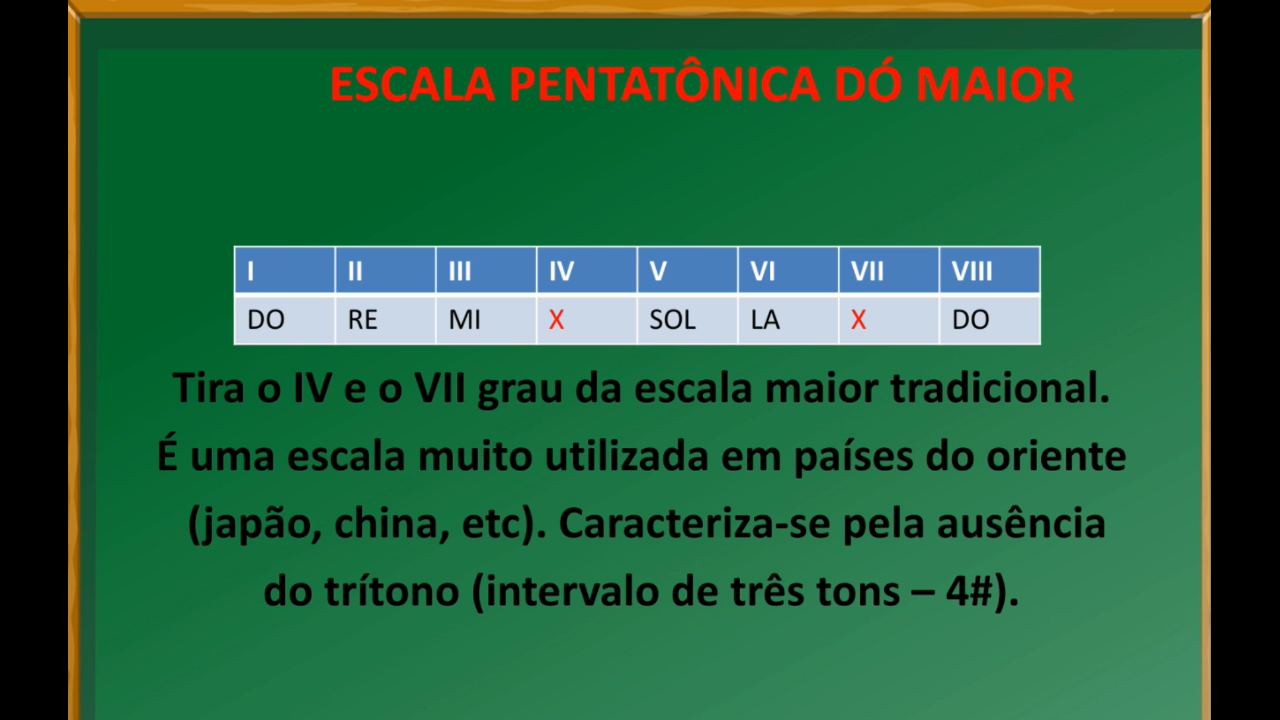 ESCALA PENTATÔNICA DÓ MAIOR
I II III IV V VI VII VIII
DO RE MI X SOL LA X DO
Tira o IV e o VII grau da escala maior tradicional.
É uma escala muito utilizada em países do oriente
(japão, china, etc). Caracteriza-se pela ausência
do trítono (intervalo de três tons – 4#).